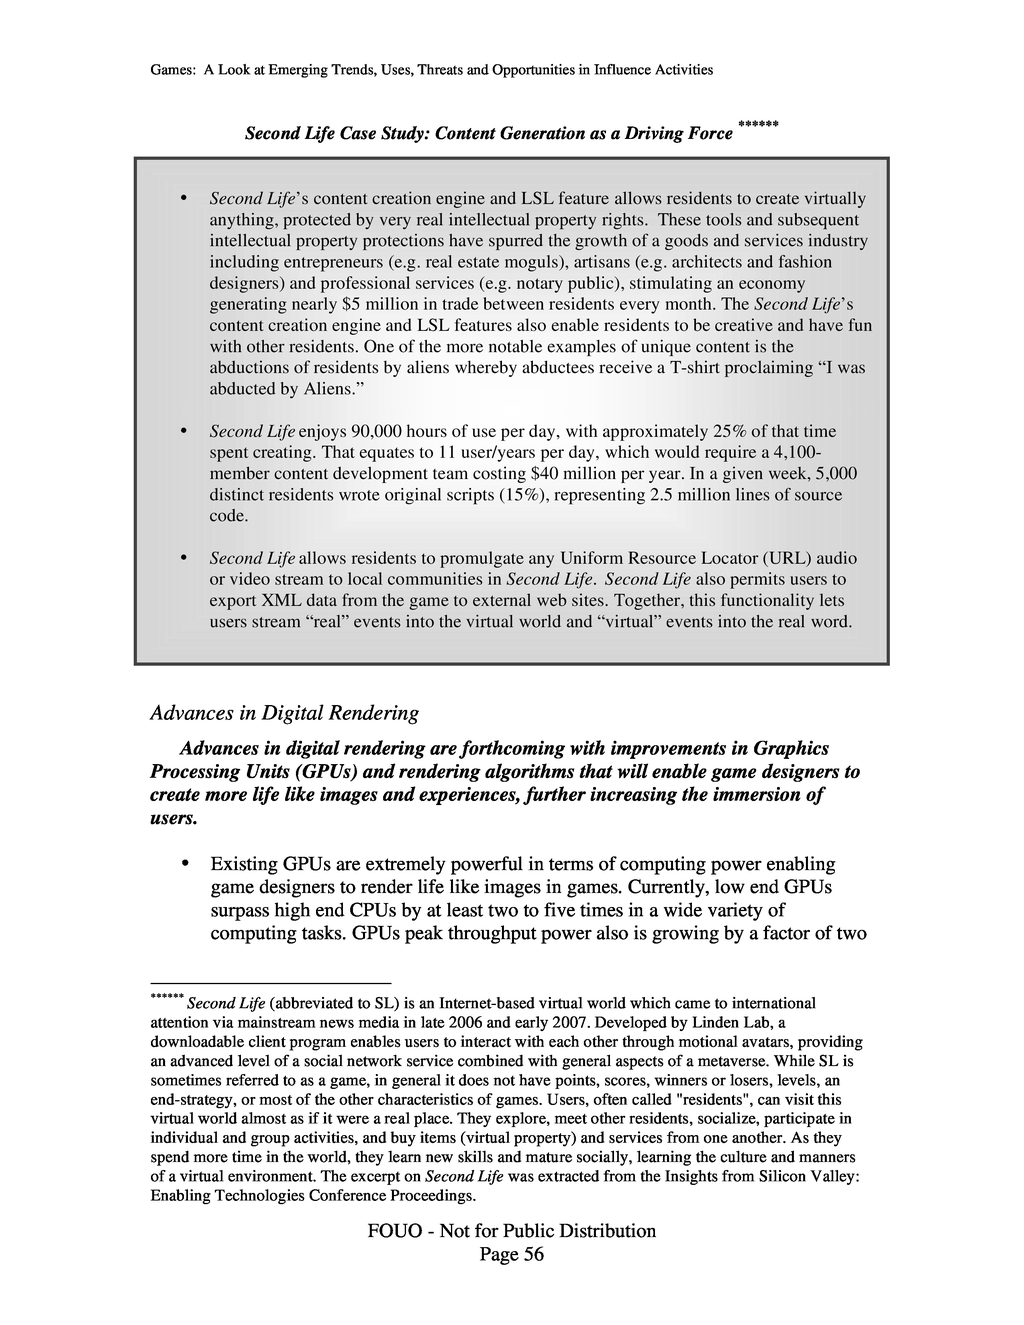 Games:  A Look at Emerging Trends, Uses, Threats and Opportunities in Influence Activities
Second Life Case Study: Content Generation as a Driving Force ******
• Second Life’s content creation engine and LSL feature allows residents to create virtually
anything, protected by very real intellectual property rights.  These tools and subsequent
intellectual property protections have spurred the growth of a goods and services industry
including entrepreneurs (e.g. real estate moguls), artisans (e.g. architects and fashion
designers) and professional services (e.g. notary public), stimulating an economy
generating nearly $5 million in trade between residents every month. The Second Life’s
content creation engine and LSL features also enable residents to be creative and have fun
with other residents. One of the more notable examples of unique content is the
abductions of residents by aliens whereby abductees receive a T-shirt proclaiming “I was
abducted by Aliens.”
• Second Life enjoys 90,000 hours of use per day, with approximately 25% of that time
spent creating. That equates to 11 user/years per day, which would require a 4,100-
member content development team costing $40 million per year. In a given week, 5,000
distinct residents wrote original scripts (15%), representing 2.5 million lines of source
code.
• Second Life allows residents to promulgate any Uniform Resource Locator (URL) audio
or video stream to local communities in Second Life.  Second Life also permits users to
export XML data from the game to external web sites. Together, this functionality lets
users stream “real” events into the virtual world and “virtual” events into the real word.
Advances in Digital Rendering
Advances in digital rendering are forthcoming with improvements in Graphics
Processing Units (GPUs) and rendering algorithms that will enable game designers to
create more life like images and experiences, further increasing the immersion of
users.
• Existing GPUs are extremely powerful in terms of computing power enabling
game designers to render life like images in games. Currently, low end GPUs
surpass high end CPUs by at least two to five times in a wide variety of
computing tasks. GPUs peak throughput power also is growing by a factor of two
****** Second Life (abbreviated to SL) is an Internet-based virtual world which came to international
attention via mainstream news media in late 2006 and early 2007. Developed by Linden Lab, a
downloadable client program enables users to interact with each other through motional avatars, providing
an advanced level of a social network service combined with general aspects of a metaverse. While SL is
sometimes referred to as a game, in general it does not have points, scores, winners or losers, levels, an
end-strategy, or most of the other characteristics of games. Users, often called "residents", can visit this
virtual world almost as if it were a real place. They explore, meet other residents, socialize, participate in
individual and group activities, and buy items (virtual property) and services from one another. As they
spend more time in the world, they learn new skills and mature socially, learning the culture and manners
of a virtual environment. The excerpt on Second Life was extracted from the Insights from Silicon Valley:
Enabling Technologies Conference Proceedings.
FOUO - Not for Public Distribution
Page 56